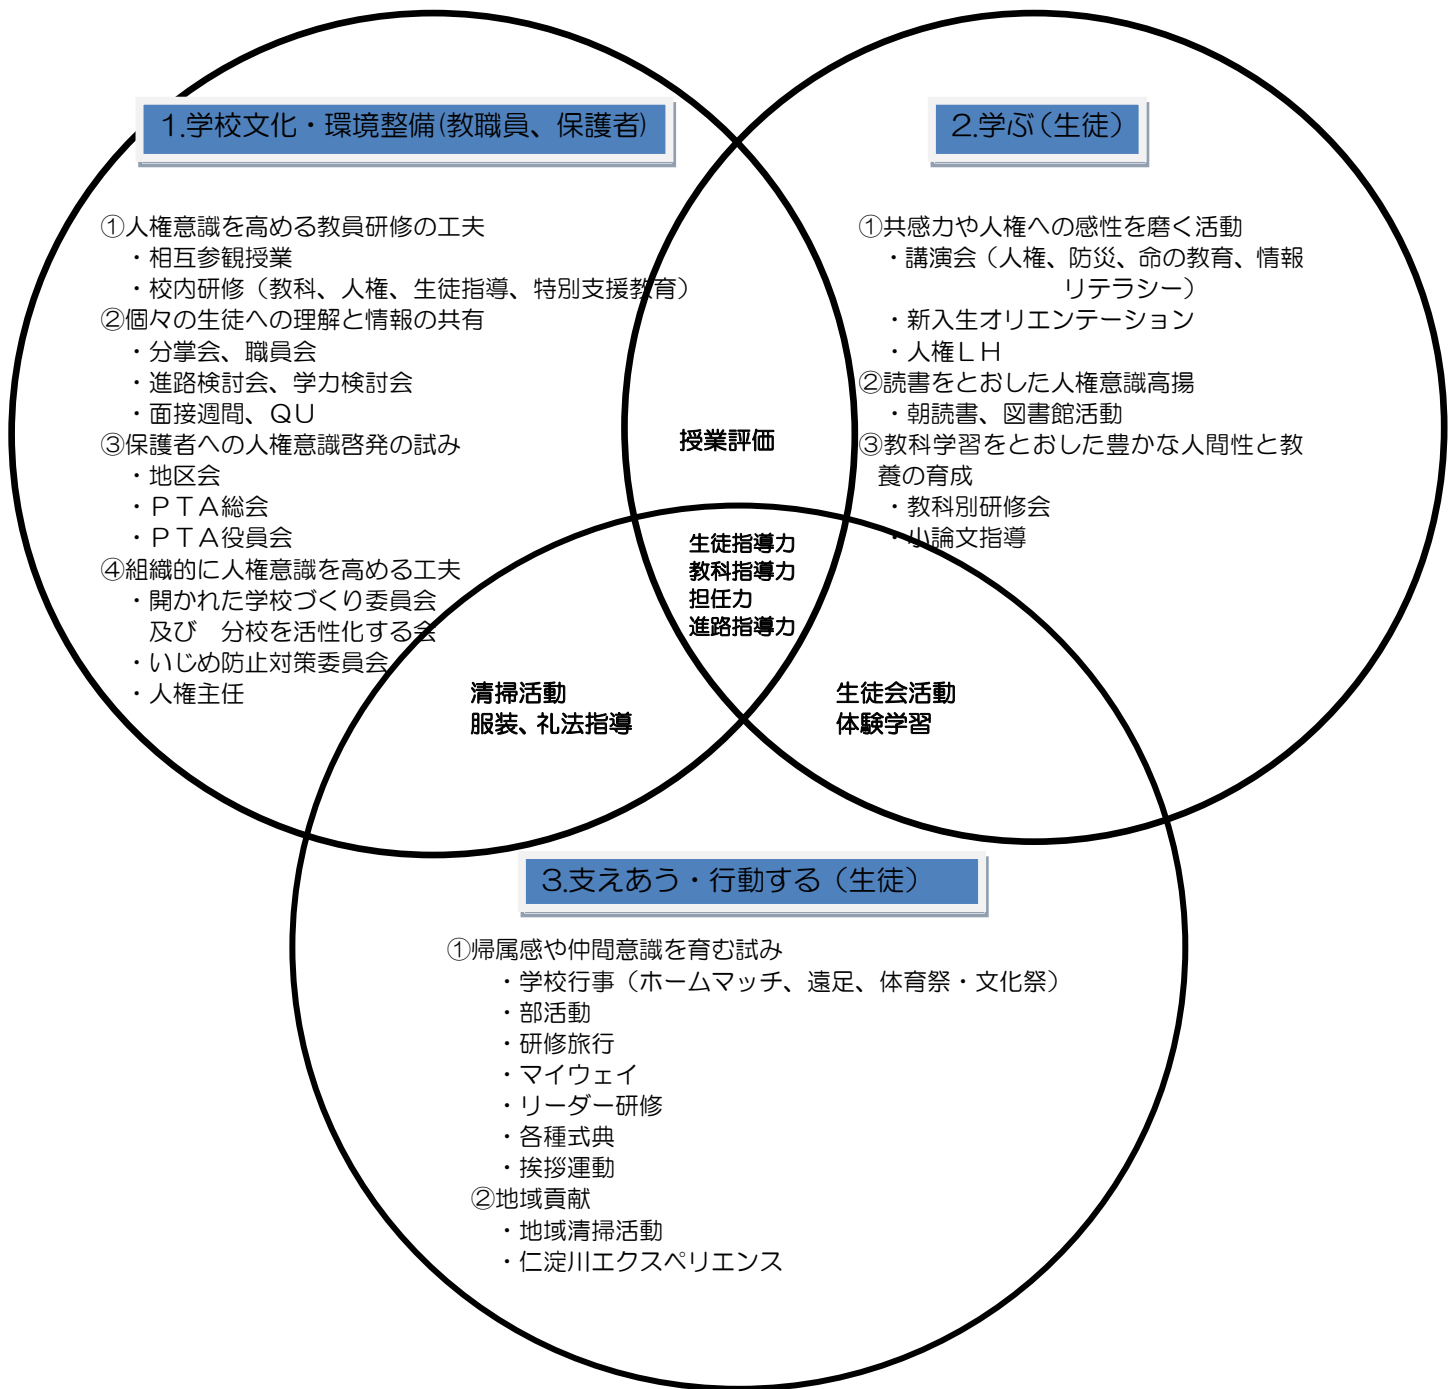 1.学校文化・環境整備(教職員、保護者)
①人権意識を高める教員研修の工夫
・相互参観授業
・校内研修（教科、人権、生徒指導、特別支援教育）
②個々の生徒への理解と情報の共有
・分掌会、職員会
・進路検討会、学力検討会
・面接週間、ＱＵ
③保護者への人権意識啓発の試み
・地区会
・ＰＴＡ総会
・ＰＴＡ役員会
④組織的に人権意識を高める工夫
・開かれた学校づくり委員会
及び　分校を活性化する会
・いじめ防止対策委員会
・人権主任
2.学ぶ（生徒）
①共感力や人権への感性を磨く活動
・講演会（人権、防災、命の教育、情報
リテラシー）
・新入生オリエンテーション
・人権ＬＨ
②読書をとおした人権意識高揚
・朝読書、図書館活動
③教科学習をとおした豊かな人間性と教
養の育成
・教科別研修会
・小論文指導
授業評価
生徒指導力
教科指導力
担任力
進路指導力
清掃活動
服装、礼法指導
生徒会活動
体験学習
3.支えあう・行動する（生徒）
①帰属感や仲間意識を育む試み
・学校行事（ホームマッチ、遠足、体育祭・文化祭）
・部活動
・研修旅行
・マイウェイ
・リーダー研修
・各種式典
・挨拶運動
②地域貢献
・地域清掃活動
・仁淀川エクスペリエンス